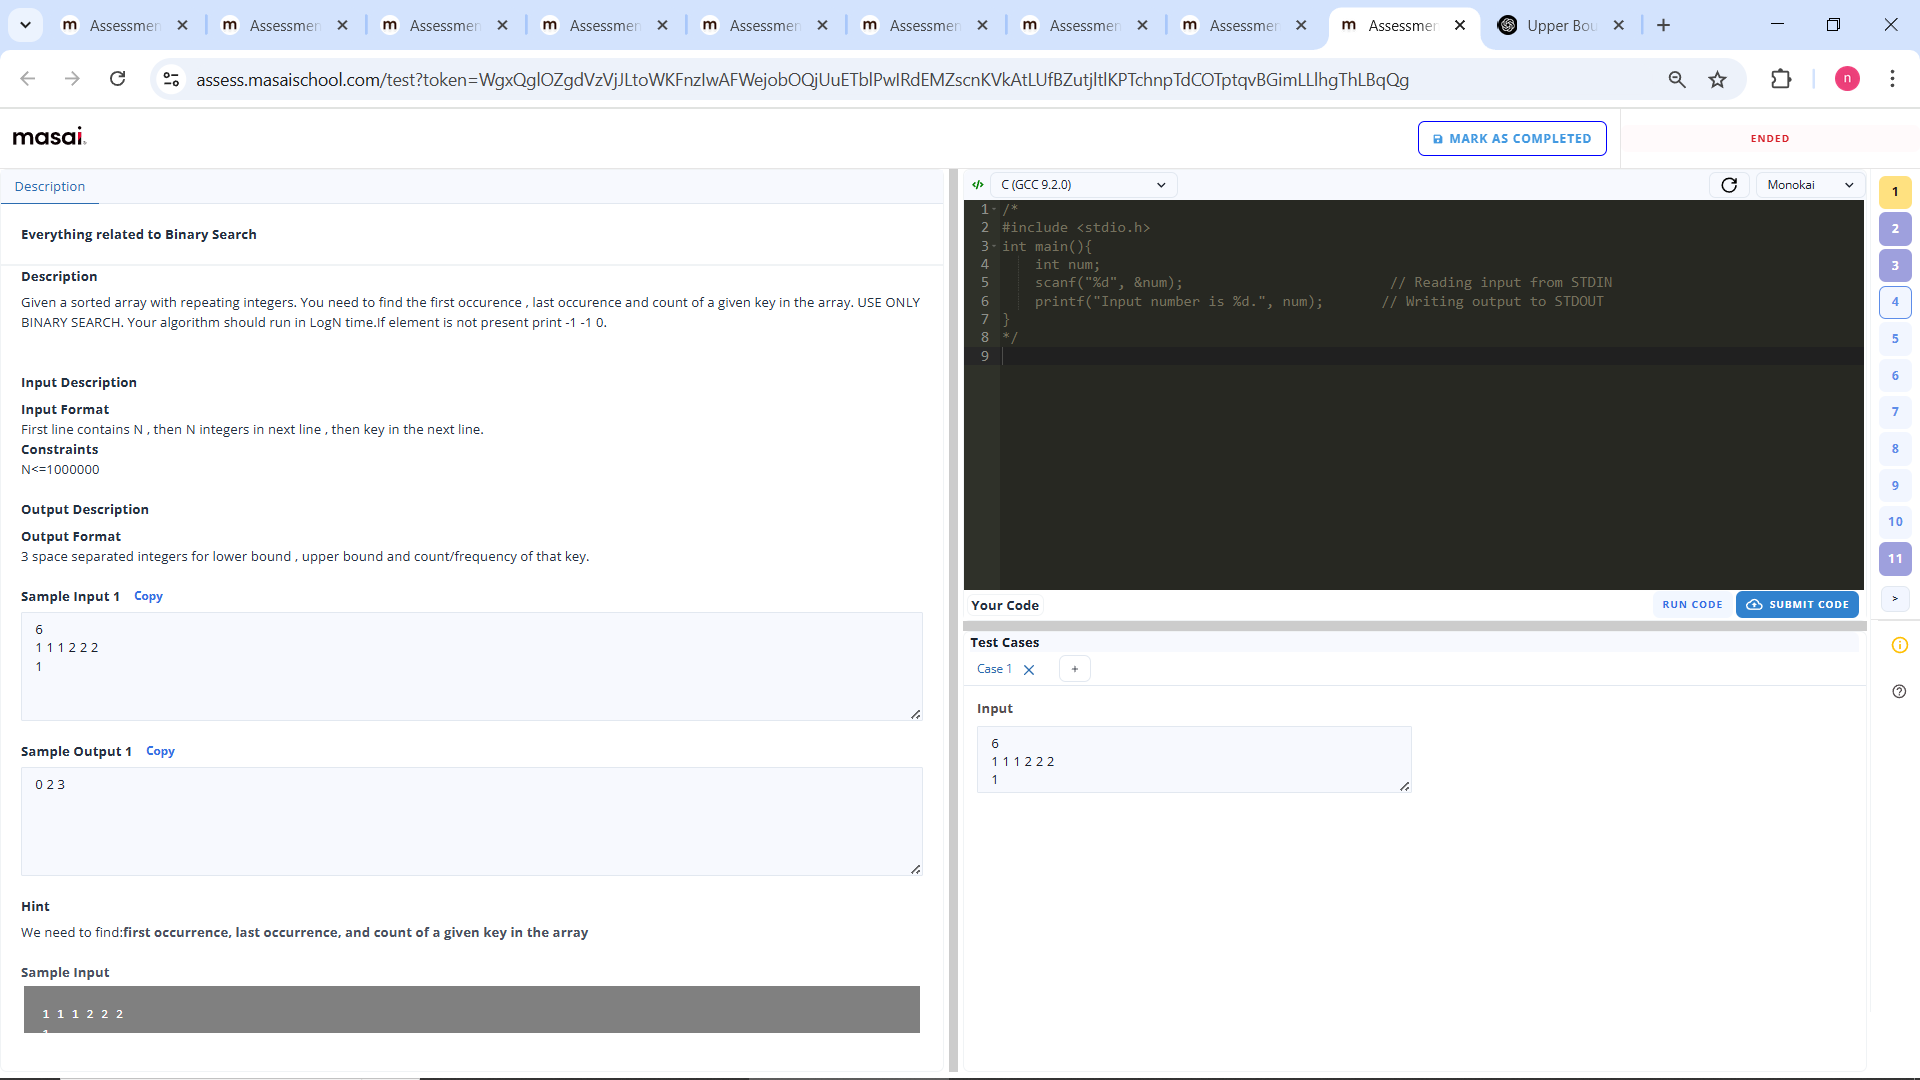 Assessmen
Assessmen
Assessmen
Assessmen
Assessmen
Assessmen
Assessmen
Assessmen
Assessmen
Upper Bou
assess.masaischool.com/test?token=WgxQglOZgdVzVjJLtoWKFnzIwAFWejobOQjUuETblPwIRdEMZscnKVkAtLUfBZutjltlKPTchnpTdCOTptqvBGimLLlhgThLBqQg
n
masai.
MARK AS COMPLETED
ENDED
Description
Everything related to Binary Search
Description
Given a sorted array with repeating integers. You need to find the first occurence , last occurence and count of a given key in the array. USE ONLY
BINARY SEARCH. Your algorithm should run in LogN time.If element is not present print -1 -1 0.
Input Description
Input Format
First line contains N , then N integers in next line , then key in the next line.
Constraints
N<=1000000
Output Description
Output Format
3 space separated integers for lower bound , upper bound and count/frequency of that key.
Sample Input 1 Copy
6
1 1 1 2 2 2
1
Sample Output 1 Copy
0 2 3
Hint
We need to find:first occurrence, last occurrence, and count of a given key in the array
Sample Input
1 1 1 2 2 2
C (GCC 9.2.0)
Monokai
1 /*
2 #include <stdio.h>
3 int main(){
4 int num;
5 scanf("%d", &num); // Reading input from STDIN
6 printf("Input number is %d.", num); // Writing output to STDOUT
7 }
8 */
9
Your Code
RUN CODE
SUBMIT CODE
Test Cases
Case 1
+
Input
6
1 1 1 2 2 2
1
1
2
3
4
5
6
7
8
9
10
11
>